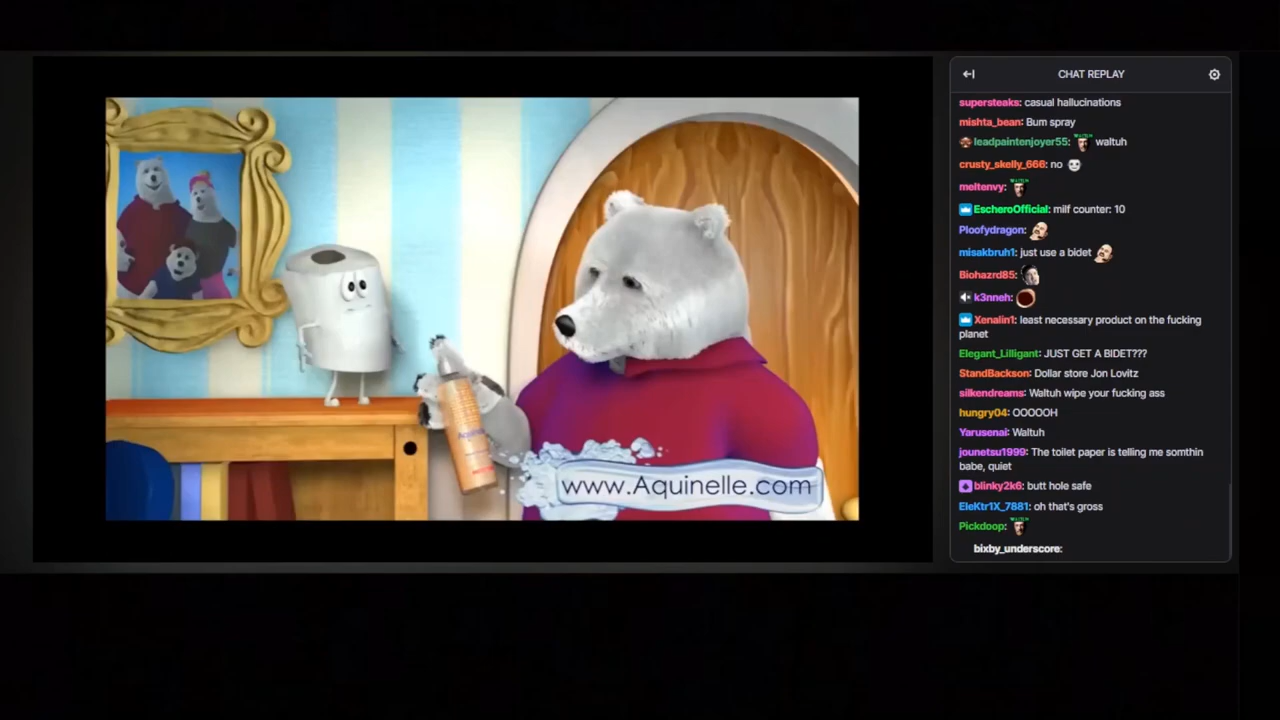 CHAT REPLAY
supersteaks: casual hallucinations
mishta_bean: Bum spray
leadpaintenjoyer55: waltuh
crusty_skelly_666: no
meltenvy:
EscheroOfficial: milf counter: 10
Ploofydragon:
misakbruh1: just use a bidet
Biohazrd85:
k3nneh:
Xenalin1: least necessary product on the fucking
planet
Elegant_Lilligant: JUST GET A BIDET???
StandBackson: Dollar store Jon Lovitz
silkendreams: Waltuh wipe your fucking ass
hungry04: OOOOOH
Yarusenai: Waltuh
jounetsu1999: The toilet paper is telling me somthin
babe, quiet
blinky2k6: butt hole safe
EleKtr1X_7881: oh that's gross
Pickdoop:
bixby_underscore:
www.Aquinelle.com